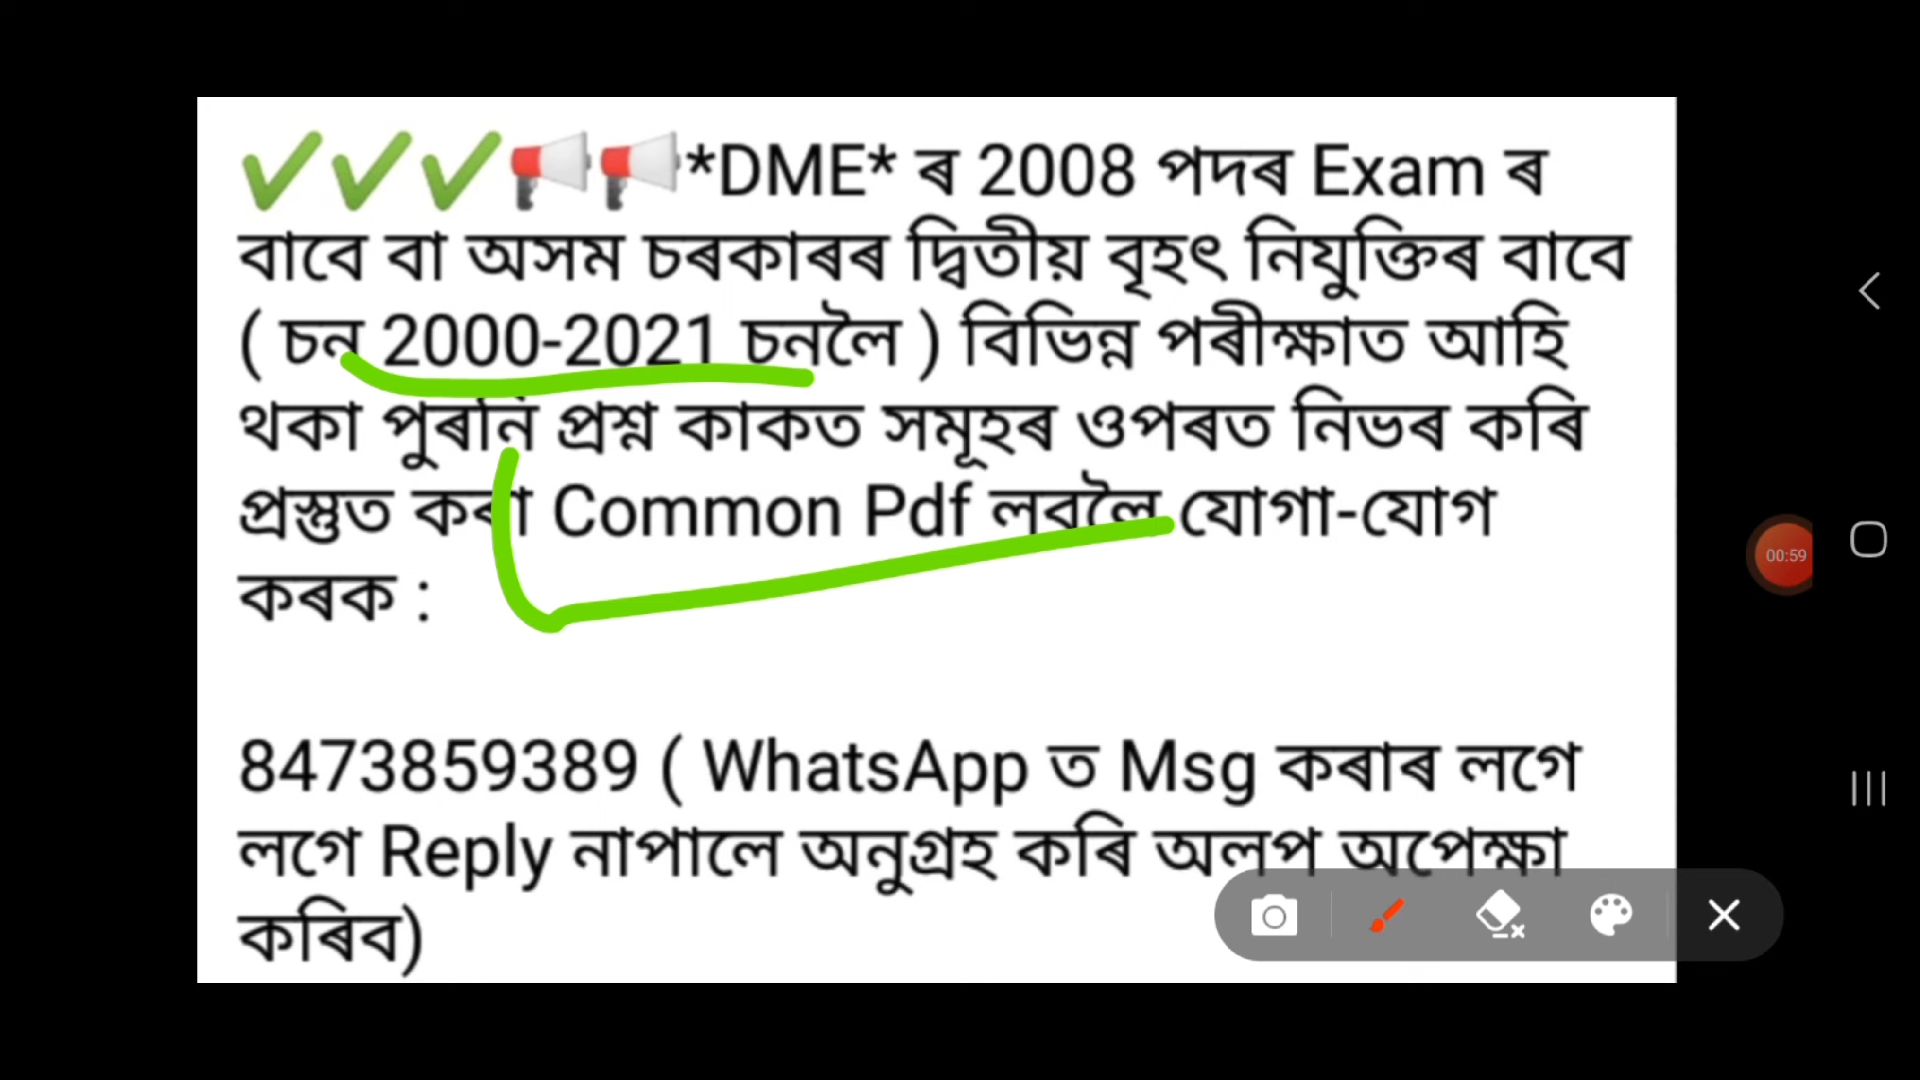 ✔✔✔📢📢*DME* ৰ 2008 পদৰ Exam ৰ
বাবে বা অসম চৰকাৰৰ দ্বিতীয় বৃহৎ নিযুক্তিৰ বাবে
( চন 2000-2021 চনলৈ ) বিভিন্ন পৰীক্ষাত আহি
থকা পুৰনি প্ৰশ্ন কাকত সমূহৰ ওপৰত নিভৰ কৰি
প্ৰস্তুত কৰা Common Pdf লবলৈ যোগা-যোগ
কৰক :
8473859389 ( WhatsApp ত Msg কৰাৰ লগে
লগে Reply নাপালে অনুগ্ৰহ কৰি অলপ অপেক্ষা
কৰিব)
00:59